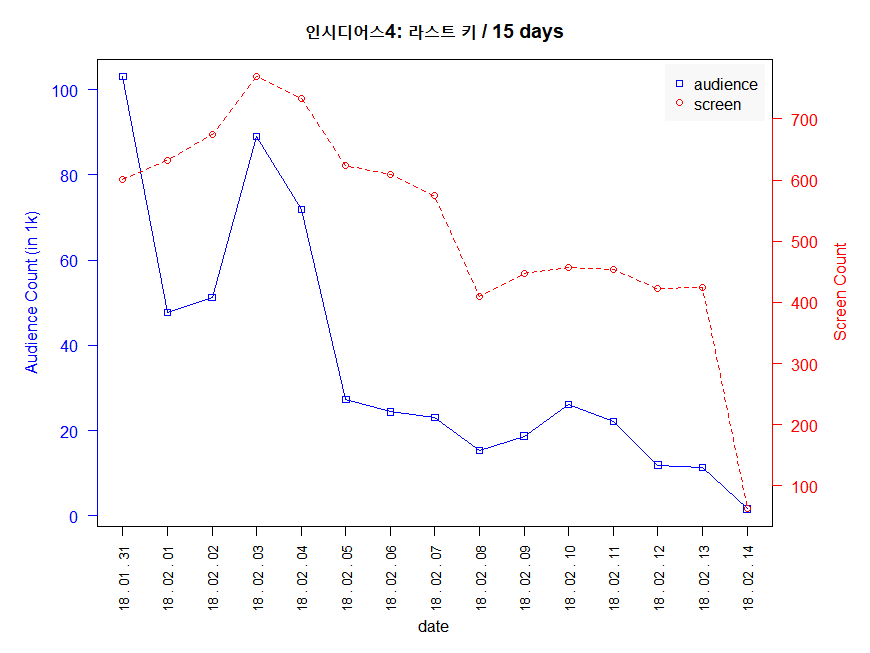 인시디어스4: 라스트 키 / 15 days
audience
screen
Audience Count (in 1k)
100
80
60
40
20
0
700
600
500
400
300
200
100
Screen Count
18 . 01 . 31
18 . 02 . 01
18 . 02 . 02
18 . 02 . 03
18 . 02 . 04
18 . 02 . 05
18 . 02 . 06
18 . 02 . 07
18 . 02 . 08
18 . 02 . 09
18 . 02 . 10
18 . 02 . 11
18 . 02 . 12
18 . 02 . 13
18 . 02 . 14
date